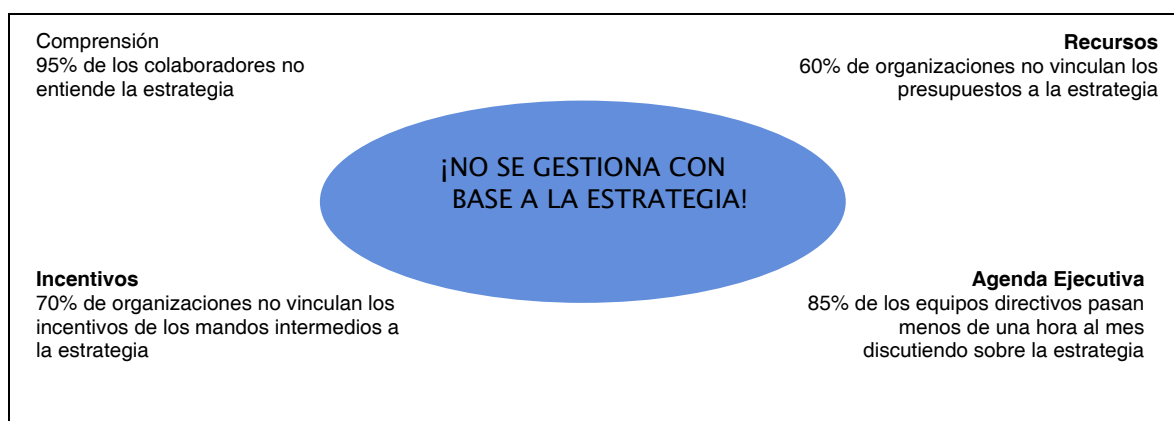 Comprensión
95% de los colaboradores no
entiende la estrategia
Recursos
60% de organizaciones no vinculan los
presupuestos a la estrategia
¡NO SE GESTIONA CON
BASE A LA ESTRATEGIA!
Incentivos
70% de organizaciones no vinculan los
incentivos de los mandos intermedios a
la estrategia
Agenda Ejecutiva
85% de los equipos directivos pasan
menos de una hora al mes
discutiendo sobre la estrategia